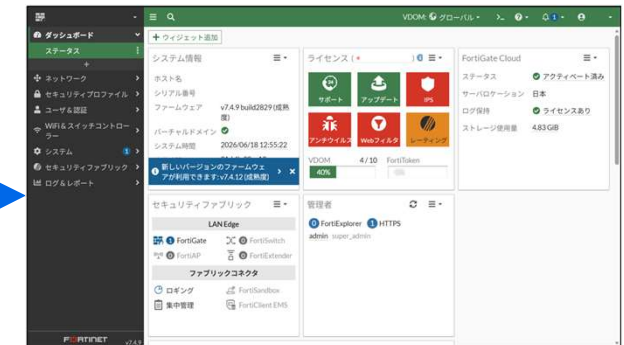 VDOM: グローバル
ダッシュボード
ステータス
+
ネットワーク
セキュリティプロファイル
ユーザ&認証
WiFi&スイッチコントローラー
システム 1
セキュリティファブリック
ログ&レポート
FORTINET v7.4.9
+ ウィジェット追加
システム情報
ホスト名
シリアル番号
ファームウェア v7.4.9 build2829 (成熟度)
バーチャルドメイン
システム時間 2026/06/18 12:55:22
新しいバージョンのファームウェアが利用できます: v7.4.12 (成熟度)
ライセンス (
サポート アップデート IPS
アンチウイルス Webフィルタ レーティング
VDOM 4 / 10 FortiToken
40%
FortiGate Cloud
ステータス アクティベート済み
サーバロケーション 日本
ログ保持 ライセンスあり
ストレージ使用量 4.83 GiB
セキュリティファブリック
LAN Edge
1 FortiGate 0 FortiSwitch
0 FortiAP 0 FortiExtender
ファブリックコネクタ
ロギング FortiSandbox
集中管理 FortiClient EMS
管理者
0 FortiExplorer 1 HTTPS
admin super_admin